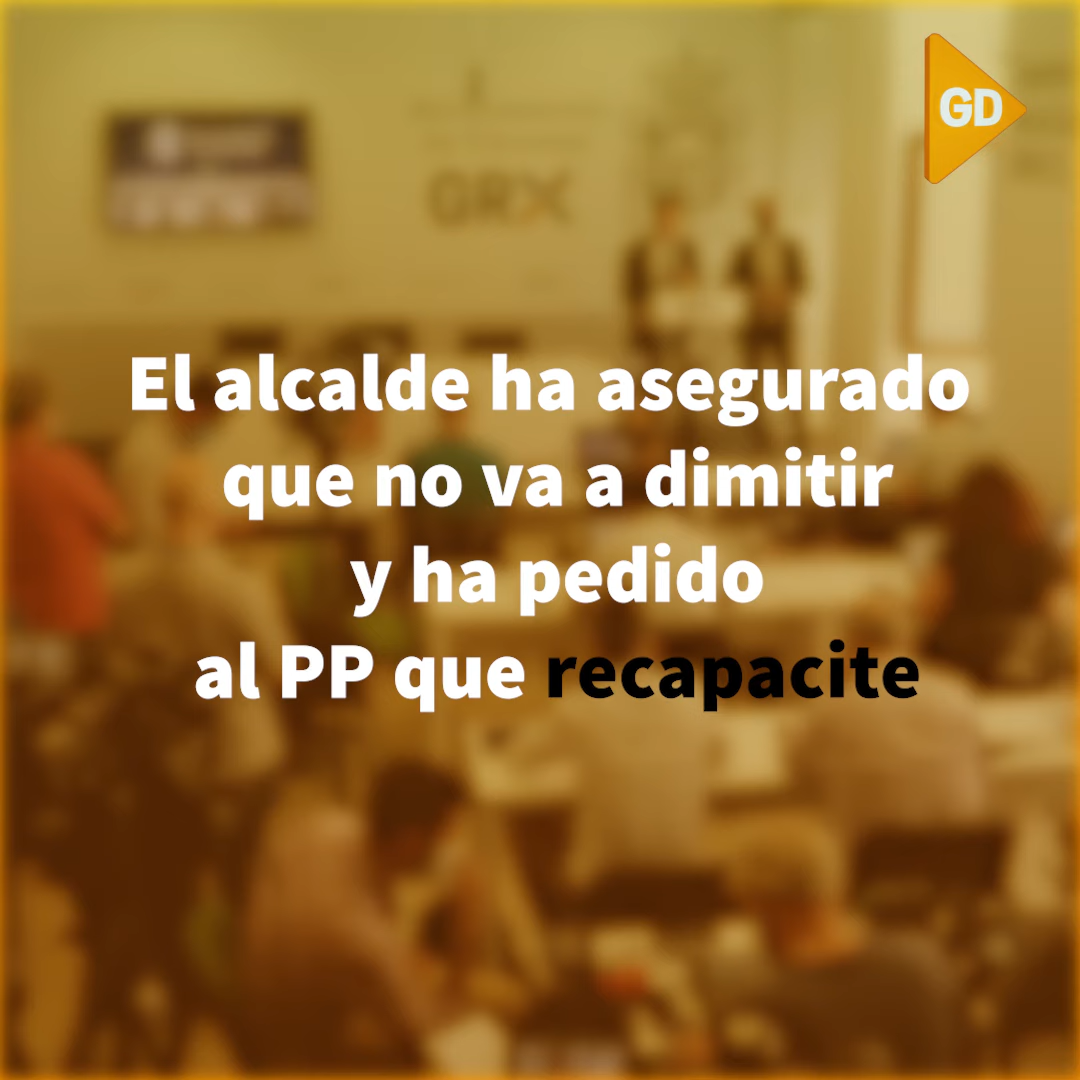 GD
GRX
El alcalde ha asegurado
que no va a dimitir
y ha pedido
al PP que recapacite